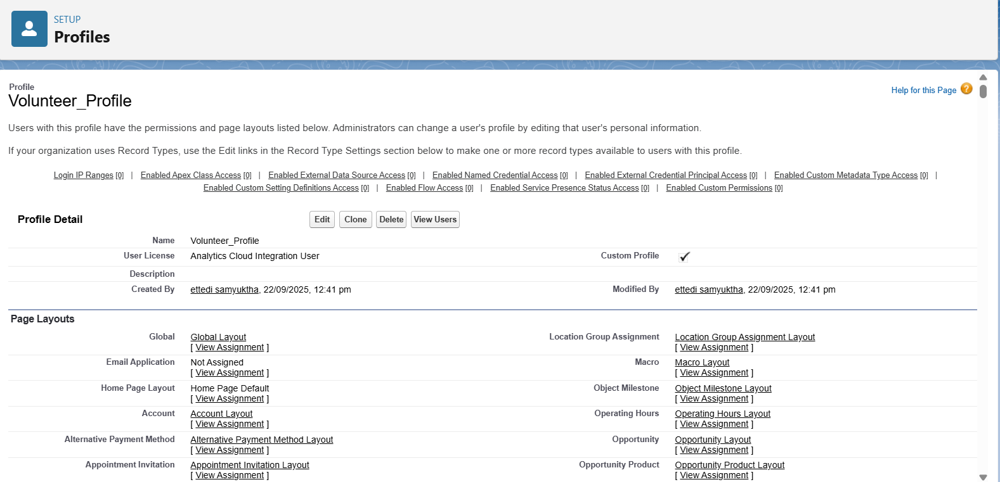 SETUP
Profiles
Profile
Volunteer_Profile
Help for this Page ?
Users with this profile have the permissions and page layouts listed below. Administrators can change a user's profile by editing that user's personal information.
If your organization uses Record Types, use the Edit links in the Record Type Settings section below to make one or more record types available to users with this profile.
Login IP Ranges [0] | Enabled Apex Class Access [0] | Enabled External Data Source Access [0] | Enabled Named Credential Access [0] | Enabled External Credential Principal Access [0] | Enabled Custom Metadata Type Access [0] |
Enabled Custom Setting Definitions Access [0] | Enabled Flow Access [0] | Enabled Service Presence Status Access [0] | Enabled Custom Permissions [0]
Profile Detail Edit Clone Delete View Users
Name Volunteer_Profile
User License Analytics Cloud Integration User Custom Profile ✓
Description
Created By ettedi samyuktha, 22/09/2025, 12:41 pm Modified By ettedi samyuktha, 22/09/2025, 12:41 pm
Page Layouts
Global Global Layout Location Group Assignment Location Group Assignment Layout
[ View Assignment ] [ View Assignment ]
Email Application Not Assigned Macro Macro Layout
[ View Assignment ] [ View Assignment ]
Home Page Layout Home Page Default Object Milestone Object Milestone Layout
[ View Assignment ] [ View Assignment ]
Account Account Layout Operating Hours Operating Hours Layout
[ View Assignment ] [ View Assignment ]
Alternative Payment Method Alternative Payment Method Layout Opportunity Opportunity Layout
[ View Assignment ] [ View Assignment ]
Appointment Invitation Appointment Invitation Layout Opportunity Product Opportunity Product Layout
[ View Assignment ] [ View Assignment ]